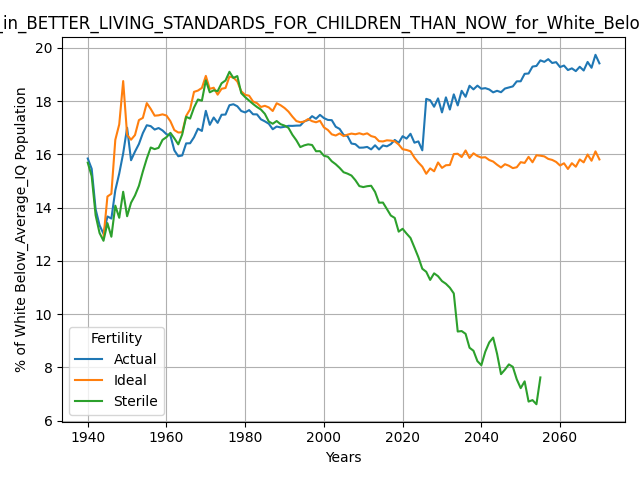 _in_BETTER_LIVING_STANDARDS_FOR_CHILDREN_THAN_NOW_for_White_Belo
% of White Below_Average_IQ Population
20
18
16
14
12
10
8
6
Fertility
Actual
Ideal
Sterile
1940 1960 1980 2000 2020 2040 2060
Years